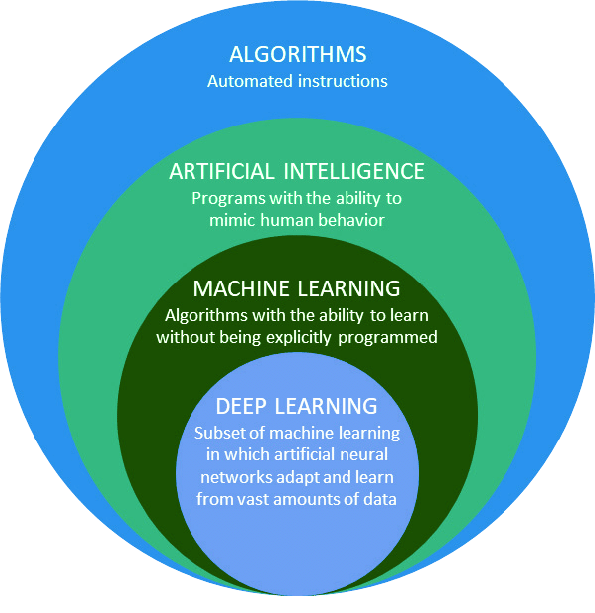 ALGORITHMS
Automated instructions
ARTIFICIAL INTELLIGENCE
Programs with the ability to
mimic human behavior
MACHINE LEARNING
Algorithms with the ability to learn
without being explicitly programmed
DEEP LEARNING
Subset of machine learning
in which artificial neural
networks adapt and learn
from vast amounts of data